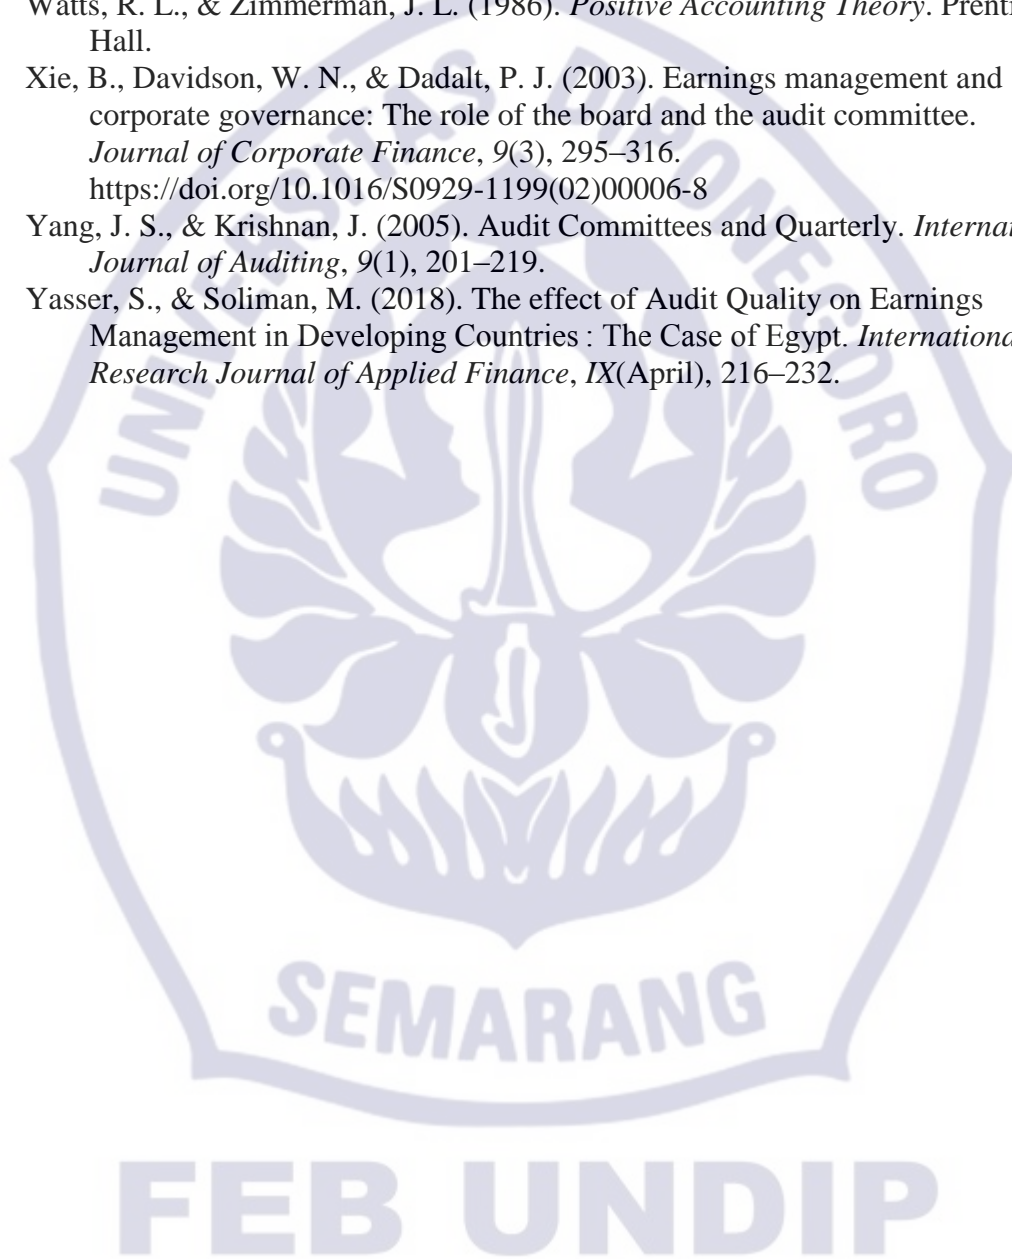 Watts, R. L., & Zimmerman, J. L. (1986). Positive Accounting Theory. Prenti
Hall.
Xie, B., Davidson, W. N., & Dadalt, P. J. (2003). Earnings management and
corporate governance: The role of the board and the audit committee.
Journal of Corporate Finance, 9(3), 295–316.
https://doi.org/10.1016/S0929-1199(02)00006-8
Yang, J. S., & Krishnan, J. (2005). Audit Committees and Quarterly. Internat
Journal of Auditing, 9(1), 201–219.
Yasser, S., & Soliman, M. (2018). The effect of Audit Quality on Earnings
Management in Developing Countries : The Case of Egypt. Internationa
Research Journal of Applied Finance, IX(April), 216–232.
UNIVERSITAS DIPONEGORO
SEMARANG
FEB UNDIP